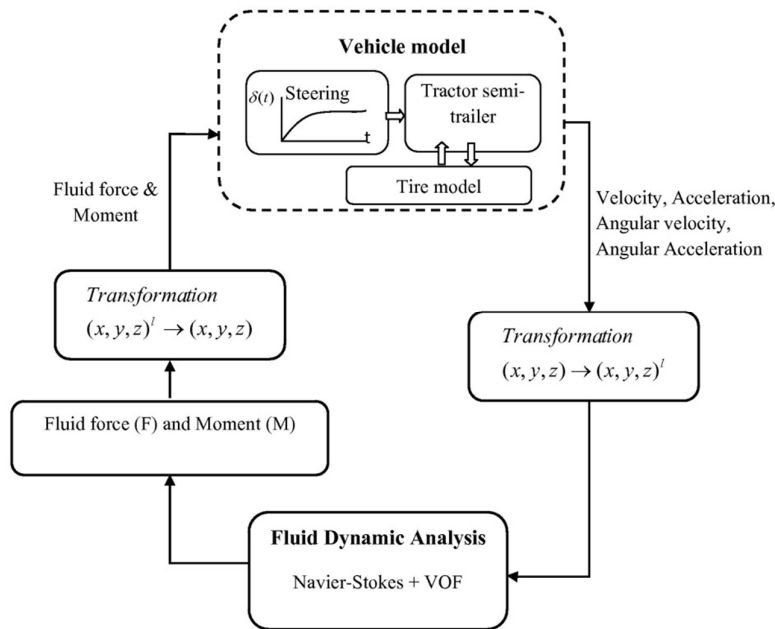 Vehicle model
δ(t)
Steering
t
Tractor semi-
trailer
Tire model
Fluid force &
Moment
Velocity, Acceleration,
Angular velocity,
Angular Acceleration
Transformation
(x, y, z)^l → (x, y, z)
Transformation
(x, y, z) → (x, y, z)^l
Fluid force (F) and Moment (M)
Fluid Dynamic Analysis
Navier-Stokes + VOF